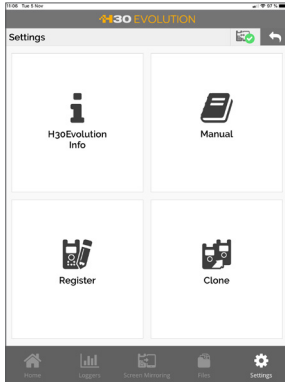 11:06 Tue 5 Nov
97 %
H30 EVOLUTION
Settings
H30Evolution
Info
Manual
Register
Clone
Home
Loggers
Screen Mirroring
Files
Settings